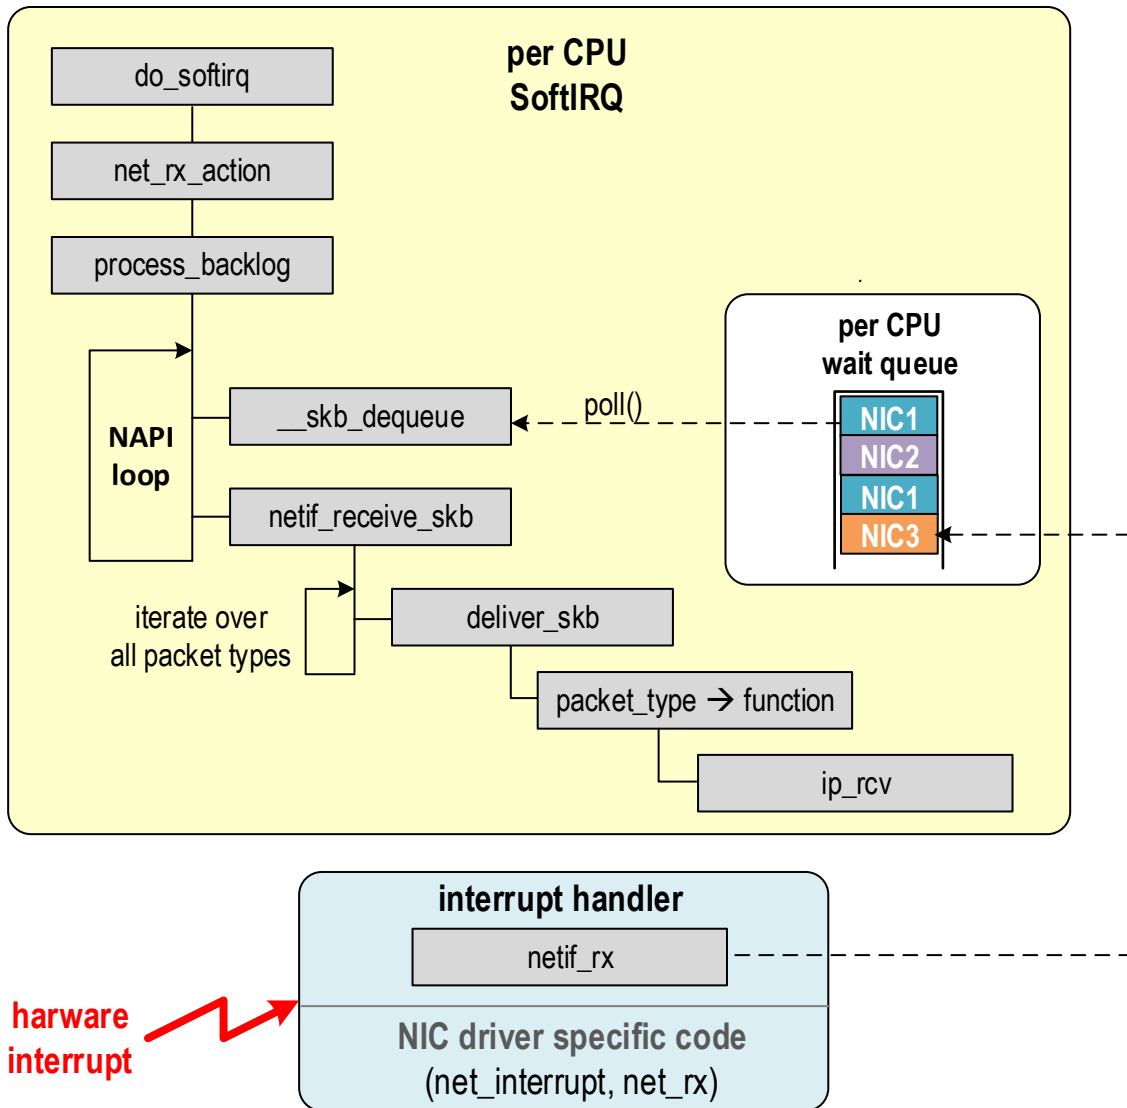 per CPU
SoftIRQ
do_softirq
net_rx_action
process_backlog
per CPU
wait queue
NIC1
NIC2
NIC1
NIC3
poll()
__skb_dequeue
NAPI
loop
netif_receive_skb
iterate over
all packet types
deliver_skb
packet_type → function
ip_rcv
interrupt handler
netif_rx
harware
interrupt
NIC driver specific code
(net_interrupt, net_rx)